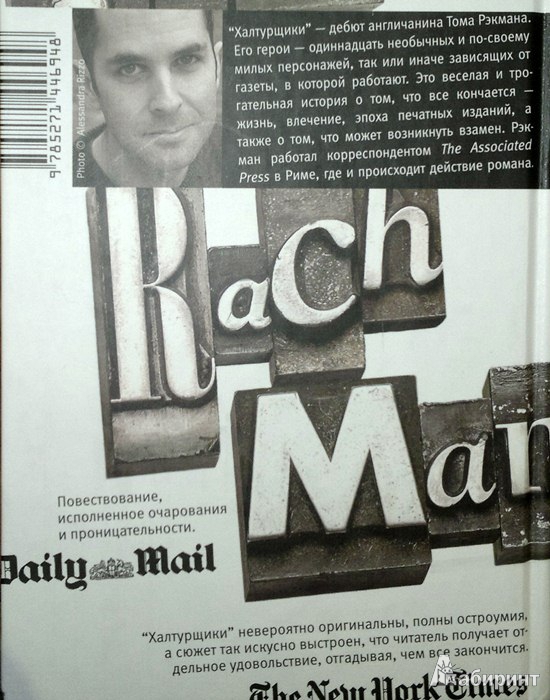 “Халтурщики” — дебют англичанина Тома Рэкмана.
Его герои — одиннадцать необычных и по-своему
милых персонажей, так или иначе зависящих от
газеты, в которой работают. Это веселая и тро-
гательная история о том, что все кончается —
жизнь, влечение, эпоха печатных изданий, а
также о том, что может возникнуть взамен. Рэк-
ман работал корреспондентом The Associated
Press в Риме, где и происходит действие романа.
Photo © Alessandra Rizzo
9 785271 446948
Rach
Man
Повествование,
исполненное очарования
и проницательности.
Daily Mail
“Халтурщики” невероятно оригинальны, полны остроумия,
а сюжет так искусно выстроен, что читатель получает от-
дельное удовольствие, отгадывая, чем все закончится.
The New York Times
Лабиринт